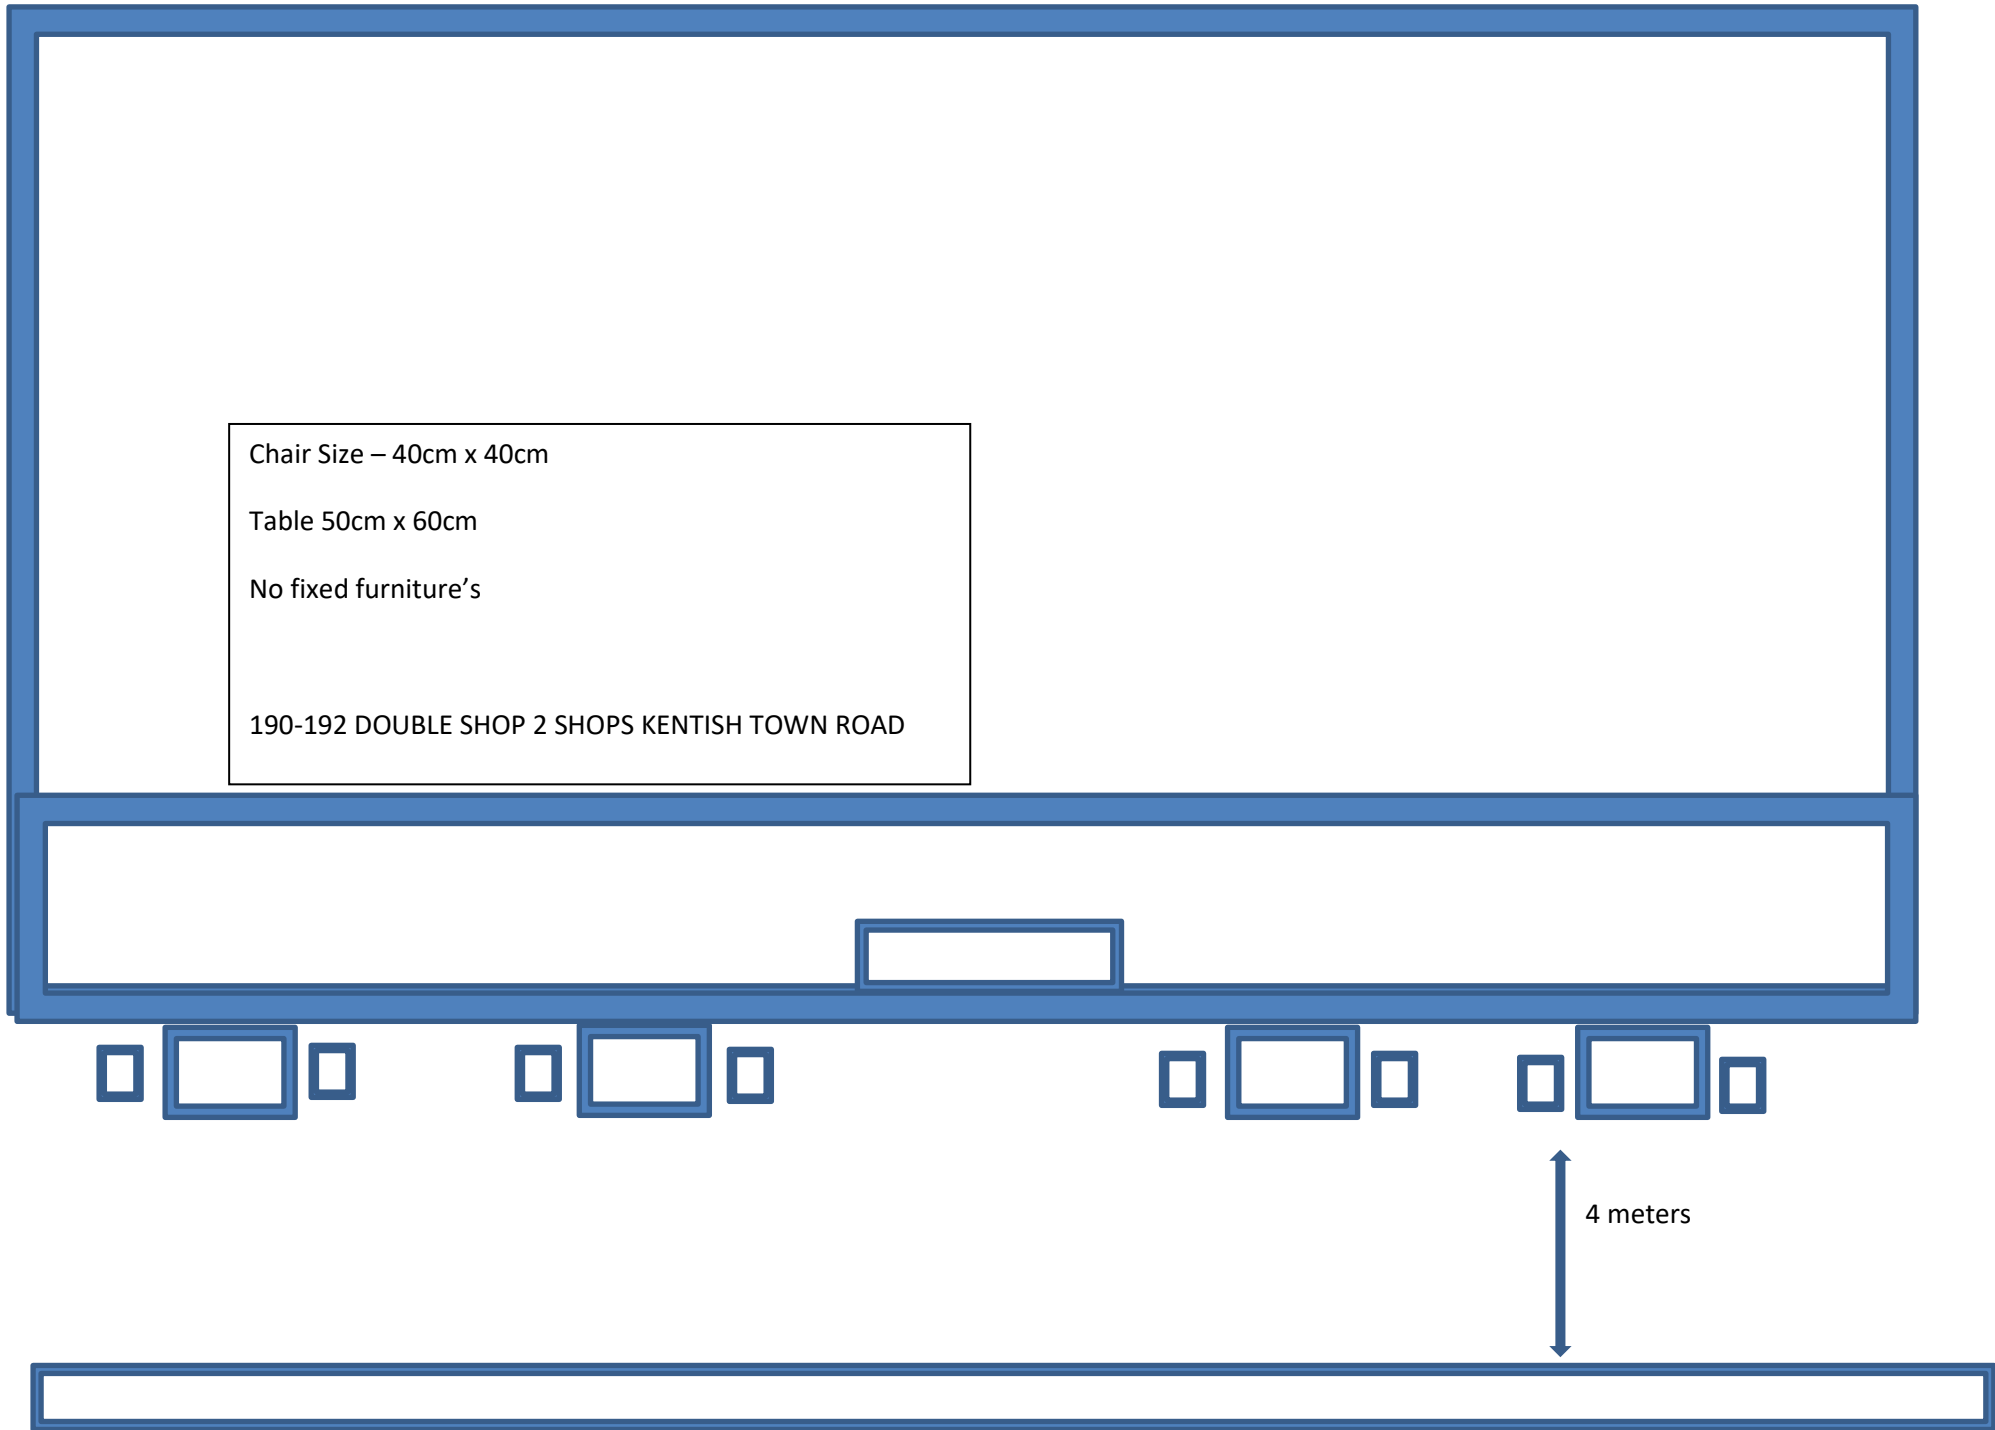 Chair Size – 40cm x 40cm
Table 50cm x 60cm
No fixed furniture’s
190-192 DOUBLE SHOP 2 SHOPS KENTISH TOWN ROAD
4 meters